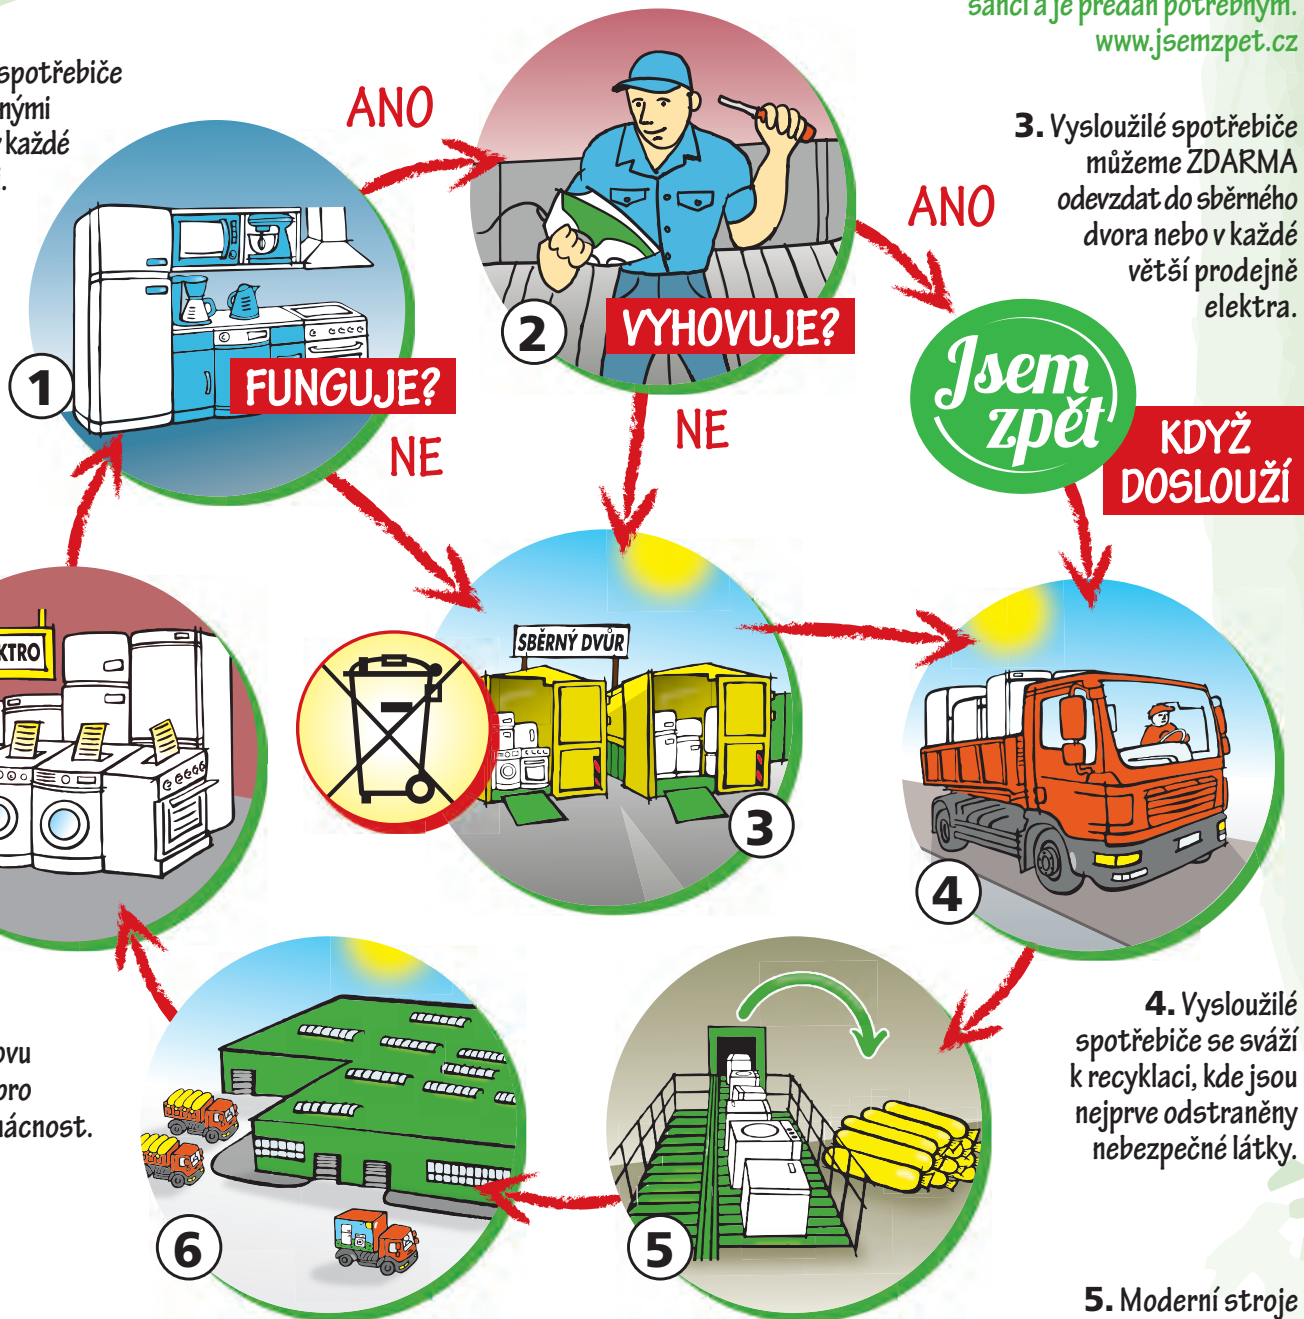 šanci a je předán potřebným.
www.jsemzpet.cz
spotřebiče
nými
v každé
ANO
3. Vysloužilé spotřebiče
můžeme ZDARMA
odevzdat do sběrného
dvora nebo v každé
větší prodejně
elektra.
ANO
1
FUNGUJE?
NE
2
VYHOVUJE?
NE
Jsem
zpět
KDYŽ
DOSLOUŽÍ
KTRO
SBĚRNÝ DVŮR
3
4
4. Vysloužilé
spotřebiče se sváží
k recyklaci, kde jsou
nejprve odstraněny
nebezpečné látky.
ovu
pro
mácnost.
6
5
5. Moderní stroje